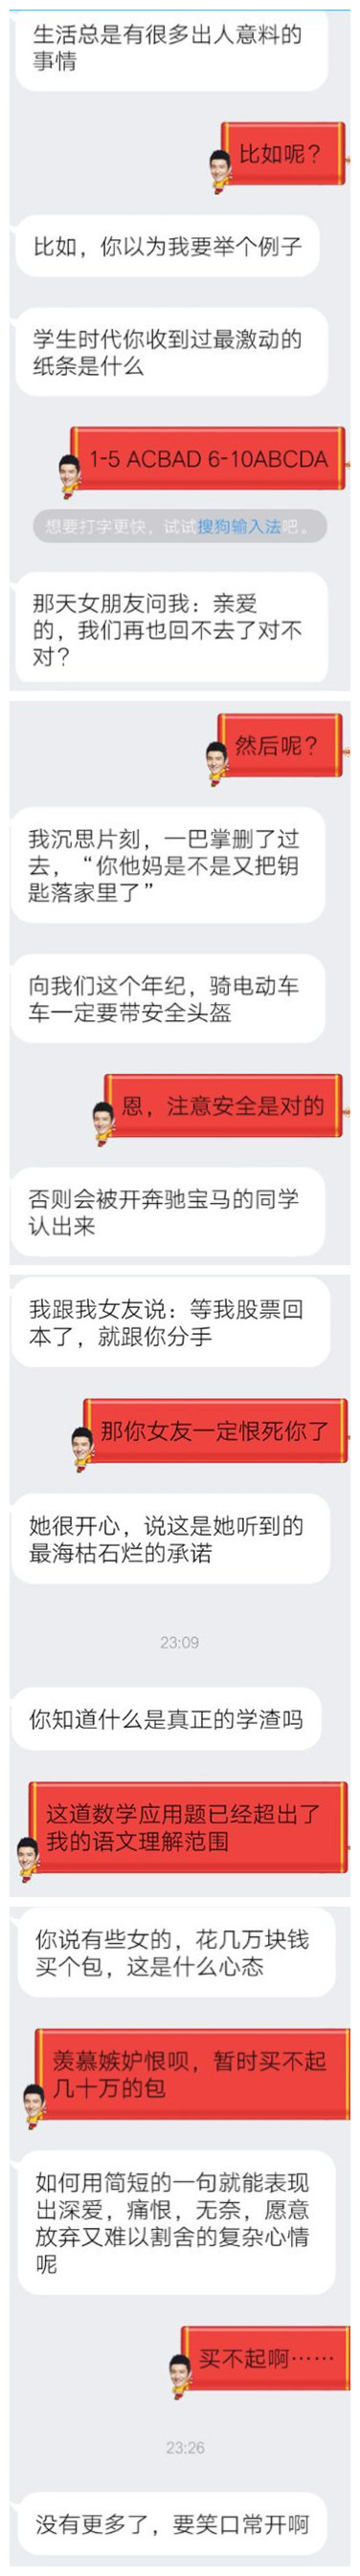 生活总是有很多出人意料的
事情
比如呢？
比如，你以为我要举个例子
学生时代你收到过最激动的
纸条是什么
1-5 ACBAD 6-10ABCDA
想要打字更快，试试搜狗输入法吧。
那天女朋友问我：亲爱
的，我们再也回不去了对不
对？
然后呢？
我沉思片刻，一巴掌删了过
去，“你他妈是不是又把钥
匙落家里了”
向我们这个年纪，骑电动车
车一定要带安全头盔
恩，注意安全是对的
否则会被开奔驰宝马的同学
认出来
我跟我女友说：等我股票回
本了，就跟你分手
那你女友一定恨死你了
她很开心，说这是她听到的
最海枯石烂的承诺
23:09
你知道什么是真正的学渣吗
这道数学应用题已经超出了
我的语文理解范围
你说有些女的，花几万块钱
买个包，这是什么心态
羡慕嫉妒恨呗，暂时买不起
几十万的包
如何用简短的一句就能表现
出深爱，痛恨，无奈，愿意
放弃又难以割舍的复杂心情
呢
买不起啊……
23:26
没有更多了，要笑口常开啊